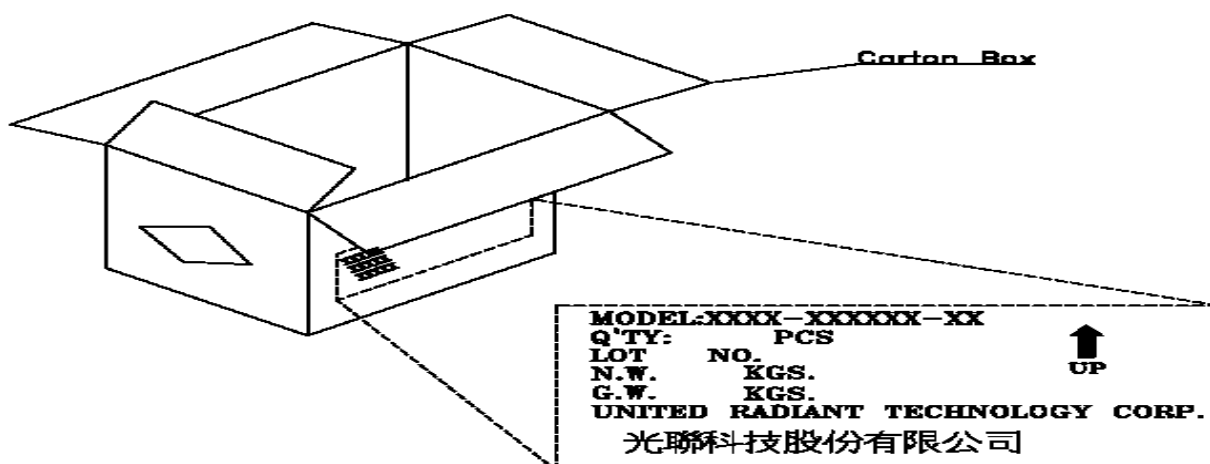 Carton Box
MODEL:XXXX-XXXXXX-XX
Q'TY: PCS
UP
LOT NO.
N.W. KGS.
G.W. KGS.
UNITED RADIANT TECHNOLOGY CORP.
光聯科技股份有限公司